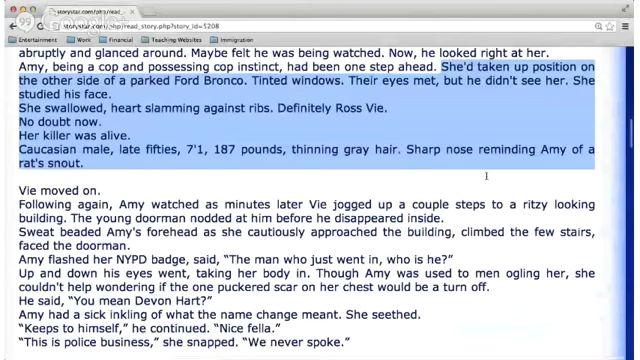 storystar.com/php/read_s
storystar.com/php/read_story.php?story_id=5208
Entertainment Work Financial Teaching Websites Immigration
abruptly and glanced around. Maybe felt he was being watched. Now, he looked right at her.
Amy, being a cop and possessing cop instinct, had been one step ahead. She'd taken up position on
the other side of a parked Ford Bronco. Tinted windows. Their eyes met, but he didn't see her. She
studied his face.
She swallowed, heart slamming against ribs. Definitely Ross Vie.
No doubt now.
Her killer was alive.
Caucasian male, late fifties, 7'1, 187 pounds, thinning gray hair. Sharp nose reminding Amy of a
rat's snout.
Vie moved on.
Following again, Amy watched as minutes later Vie jogged up a couple steps to a ritzy looking
building. The young doorman nodded at him before he disappeared inside.
Sweat beaded Amy's forehead as she cautiously approached the building, climbed the few stairs,
faced the doorman.
Amy flashed her NYPD badge, said, “The man who just went in, who is he?”
Up and down his eyes went, taking her body in. Though Amy was used to men ogling her, she
couldn't help wondering if the one puckered scar on her chest would be a turn off.
He said, “You mean Devon Hart?”
Amy had a sick inkling of what the name change meant. She seethed.
“Keeps to himself,” he continued. “Nice fella.”
“This is police business,” she snapped. “We never spoke.”